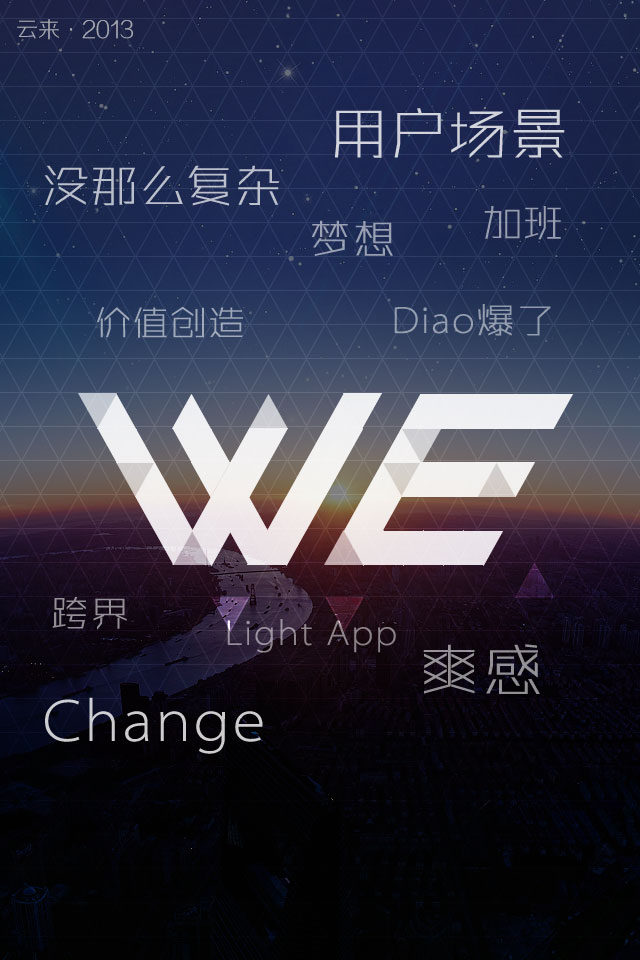 云来·2013
用户场景
没那么复杂
加班
梦想
价值创造
Diao爆了
WE
跨界
Light App
爽感
Change